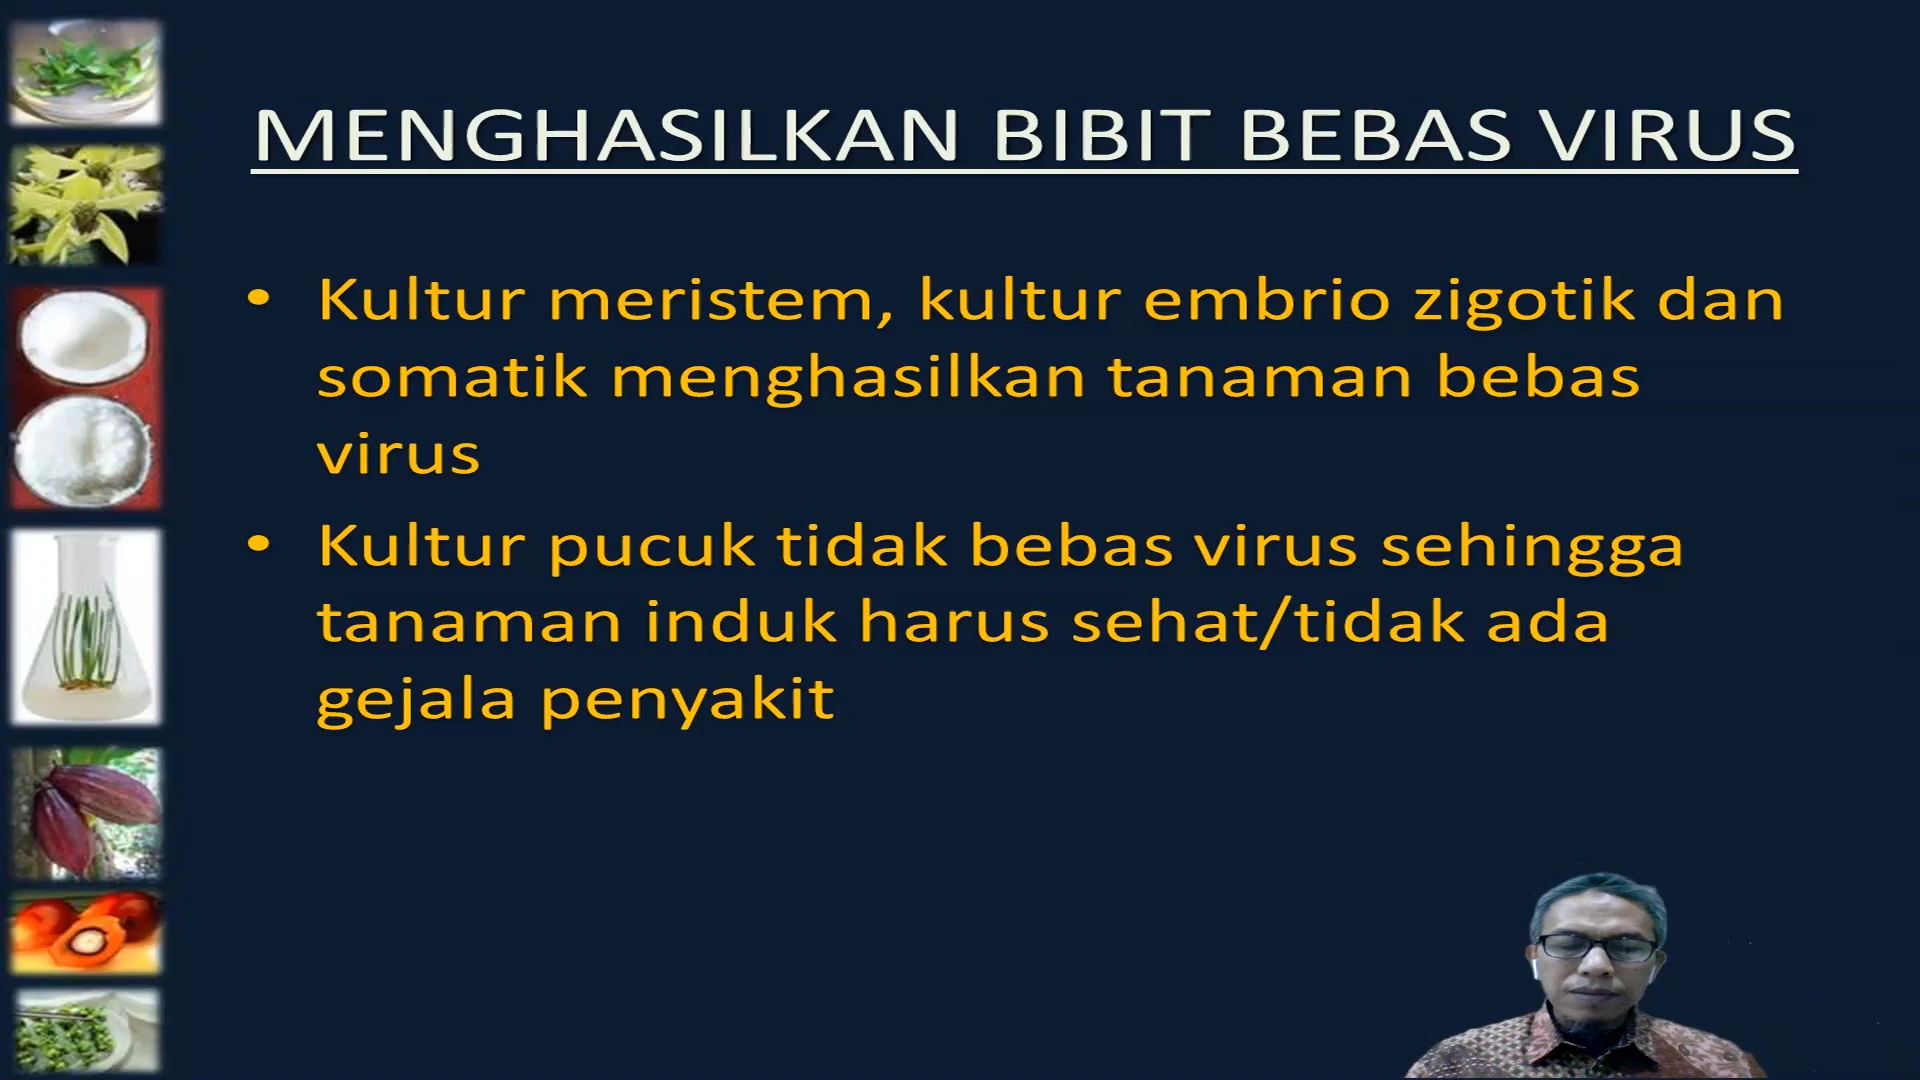 MENGHASILKAN BIBIT BEBAS VIRUS
• Kultur meristem, kultur embrio zigotik dan
somatik menghasilkan tanaman bebas
virus
• Kultur pucuk tidak bebas virus sehingga
tanaman induk harus sehat/tidak ada
gejala penyakit